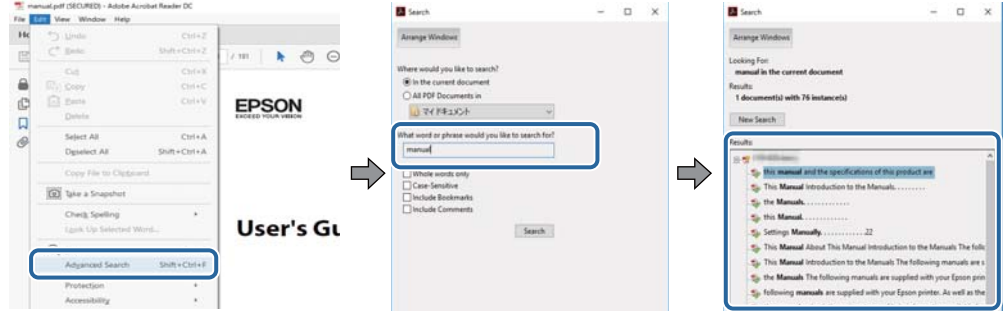 manual.pdf (SECURED) - Adobe Acrobat Reader DC
File Edit View Window Help
Undo Ctrl+Z
Redo Shift+Ctrl+Z
Cut Ctrl+X
Copy Ctrl+C
Paste Ctrl+V
Delete
Select All Ctrl+A
Deselect All Shift+Ctrl+A
Copy File to Clipboard
Take a Snapshot
Check Spelling
Look Up Selected Word...
Advanced Search Shift+Ctrl+F
Protection
Accessibility
/ 181
EPSON
EXCEED YOUR VISION
User's Gu
Search
Arrange Windows
Where would you like to search?
In the current document
All PDF Documents in
マイ ドキュメント
What word or phrase would you like to search for?
manual
Whole words only
Case-Sensitive
Include Bookmarks
Include Comments
Search
Search
Arrange Windows
Looking For:
manual in the current document
Results:
1 document(s) with 76 instance(s)
New Search
Results:
this manual and the specifications of this product are
This Manual Introduction to the Manuals. . . . . . . . .
the Manuals. . . . . . . . . . . . .
this Manual. . . . . . . . . . . . .
Settings Manually. . . . . . . . . . . .22
This Manual About This Manual Introduction to the Manuals The follo
This Manual Introduction to the Manuals The following manuals are s
the Manuals The following manuals are supplied with your Epson prin
following manuals are supplied with your Epson printer. As well as the